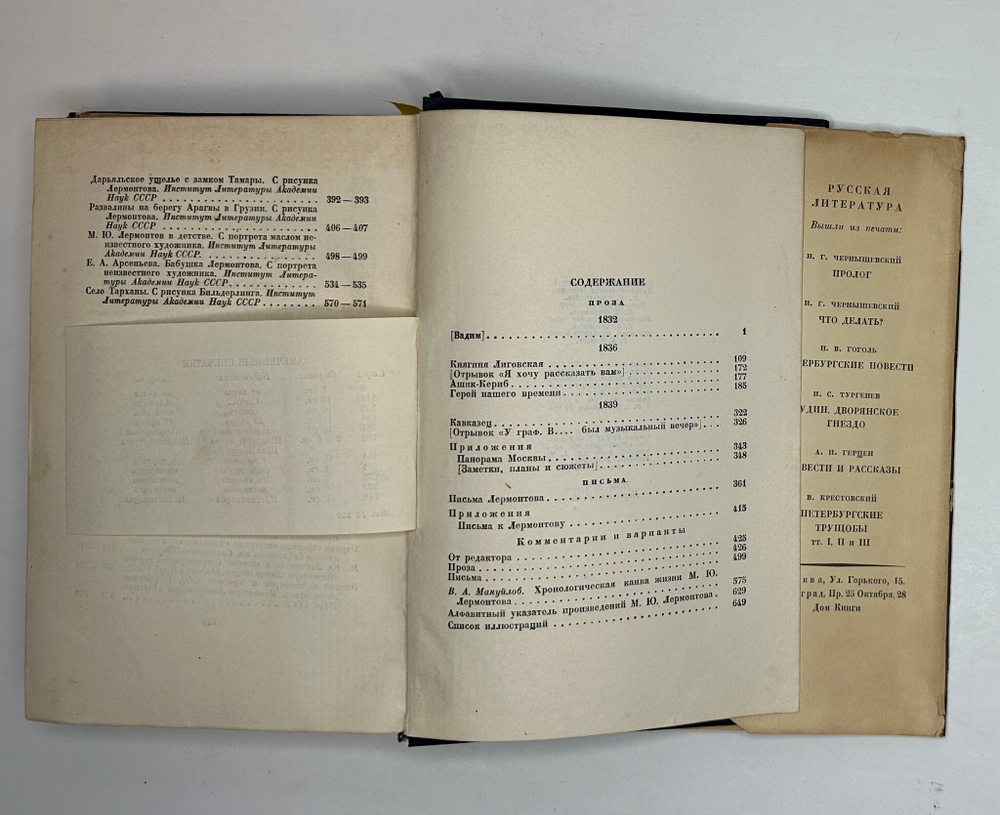 Дарьяльское ущелье с замком Тамары. С рисунка
Лермонтова. Институт Литературы Академии
Наук СССР . . . . . . . . . . . . . . . . . . . . 392—393
Развалины на берегу Арагвы в Грузии. С рисунка
Лермонтова. Институт Литературы Академии
Наук СССР . . . . . . . . . . . . . . . . . . . . 406—407
М. Ю. Лермонтов в детстве. С портрета маслом не-
известного художника. Институт Литературы
Академии Наук СССР. . . . . . . . . . . . . . 498—499
Е. А. Арсеньева. Бабушка Лермонтова. С портрета
неизвестного художника. Институт Литера-
туры Академии Наук СССР. . . . . . . . . . . 534—535
Село Тарханы. С рисунка Бильдерлинга. Институт
Литературы Академии Наук СССР . . . . . . . 570—571
СОДЕРЖАНИЕ
ПРОЗА
1832
[Вадим]. . . . . . . . . . . . . . . . . . . . . . . . 1
1836
Княгиня Лиговская . . . . . . . . . . . . . . . . . . 109
[Отрывок «Я хочу рассказать вам»] . . . . . . . . . . 172
Ашик-Кериб. . . . . . . . . . . . . . . . . . . . . . 177
Герой нашего времени. . . . . . . . . . . . . . . . . 185
1839
Кавказец. . . . . . . . . . . . . . . . . . . . . . . 322
[Отрывок «У граф. В.... был музыкальный вечер»]. . . 326
Приложения
Панорама Москвы. . . . . . . . . . . . . . . . . . . 343
[Заметки, планы и сюжеты]. . . . . . . . . . . . . . 348
ПИСЬМА
Письма Лермонтова. . . . . . . . . . . . . . . . . . 361
Приложения
Письма к Лермонтову . . . . . . . . . . . . . . . . . 415
Комментарии и варианты
От редактора . . . . . . . . . . . . . . . . . . . . 425
Проза. . . . . . . . . . . . . . . . . . . . . . . . 426
Письма . . . . . . . . . . . . . . . . . . . . . . . 499
В. А. Мануйлов. Хронологическая канва жизни М. Ю.
Лермонтова. . . . . . . . . . . . . . . . . . . . . . 575
Алфавитный указатель произведений М. Ю. Лермонтова. 629
Список иллюстраций . . . . . . . . . . . . . . . . . 649
РУССКАЯ
ЛИТЕРАТУРА
Вышли из печати:
Н. Г. ЧЕРНЫШЕВСКИЙ
ПРОЛОГ
Н. Г. ЧЕРНЫШЕВСКИЙ
ЧТО ДЕЛАТЬ?
Н. В. ГОГОЛЬ
ЕРБУРГСКИЕ ПОВЕСТИ
И. С. ТУРГЕНЕВ
УДИН. ДВОРЯНСКОЕ
ГНЕЗДО
А. И. ГЕРЦЕН
ВЕСТИ И РАССКАЗЫ
В. КРЕСТОВСКИЙ
ПЕТЕРБУРГСКИЕ
ТРУЩОБЫ
тт. I, II и III
ква, Ул. Горького, 15.
град, Пр. 25 Октября, 28
Дом Книги